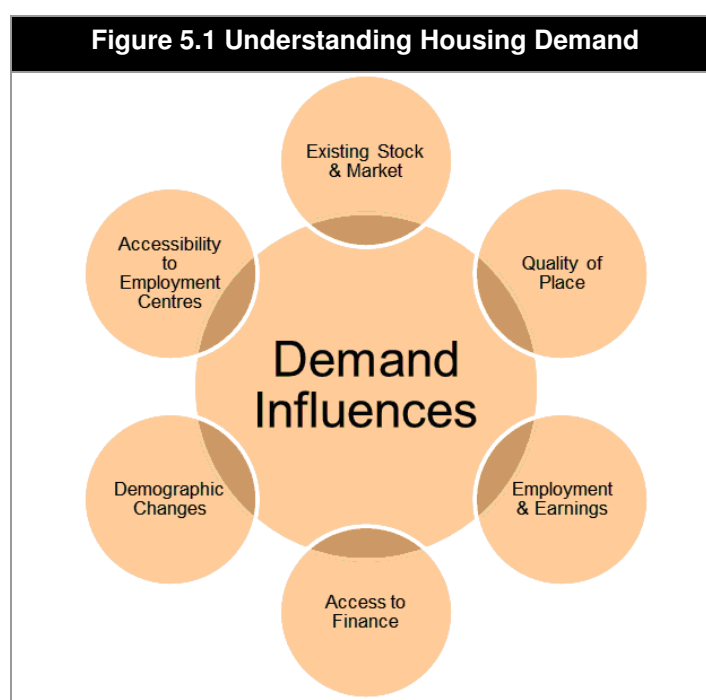 Figure 5.1 Understanding Housing Demand
Existing Stock
& Market
Accessibility
to
Employment
Centres
Quality of
Place
Demand
Influences
Demographic
Changes
Employment
& Earnings
Access to
Finance